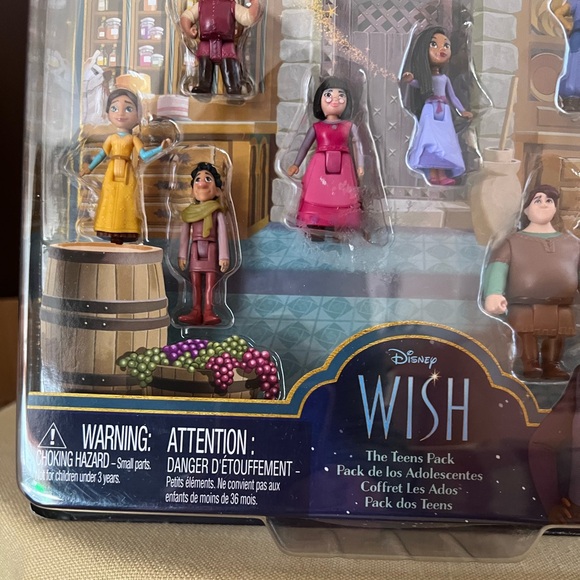 WARNING:
CHOKING HAZARD – Small parts.
Not for children under 3 years.
ATTENTION :
DANGER D'ÉTOUFFEMENT –
Petits éléments. Ne convient pas aux
enfants de moins de 36 mois.
Disney
WISH
The Teens Pack
Pack de los Adolescentes
Coffret Les Ados
Pack dos Teens